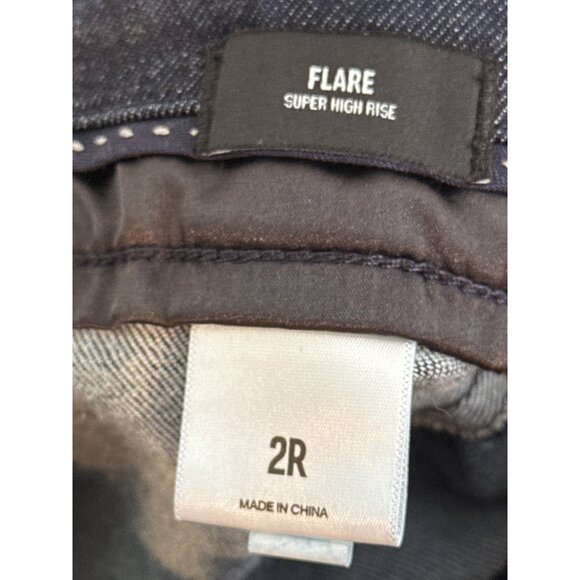 FLARE
SUPER HIGH RISE
2R
MADE IN CHINA